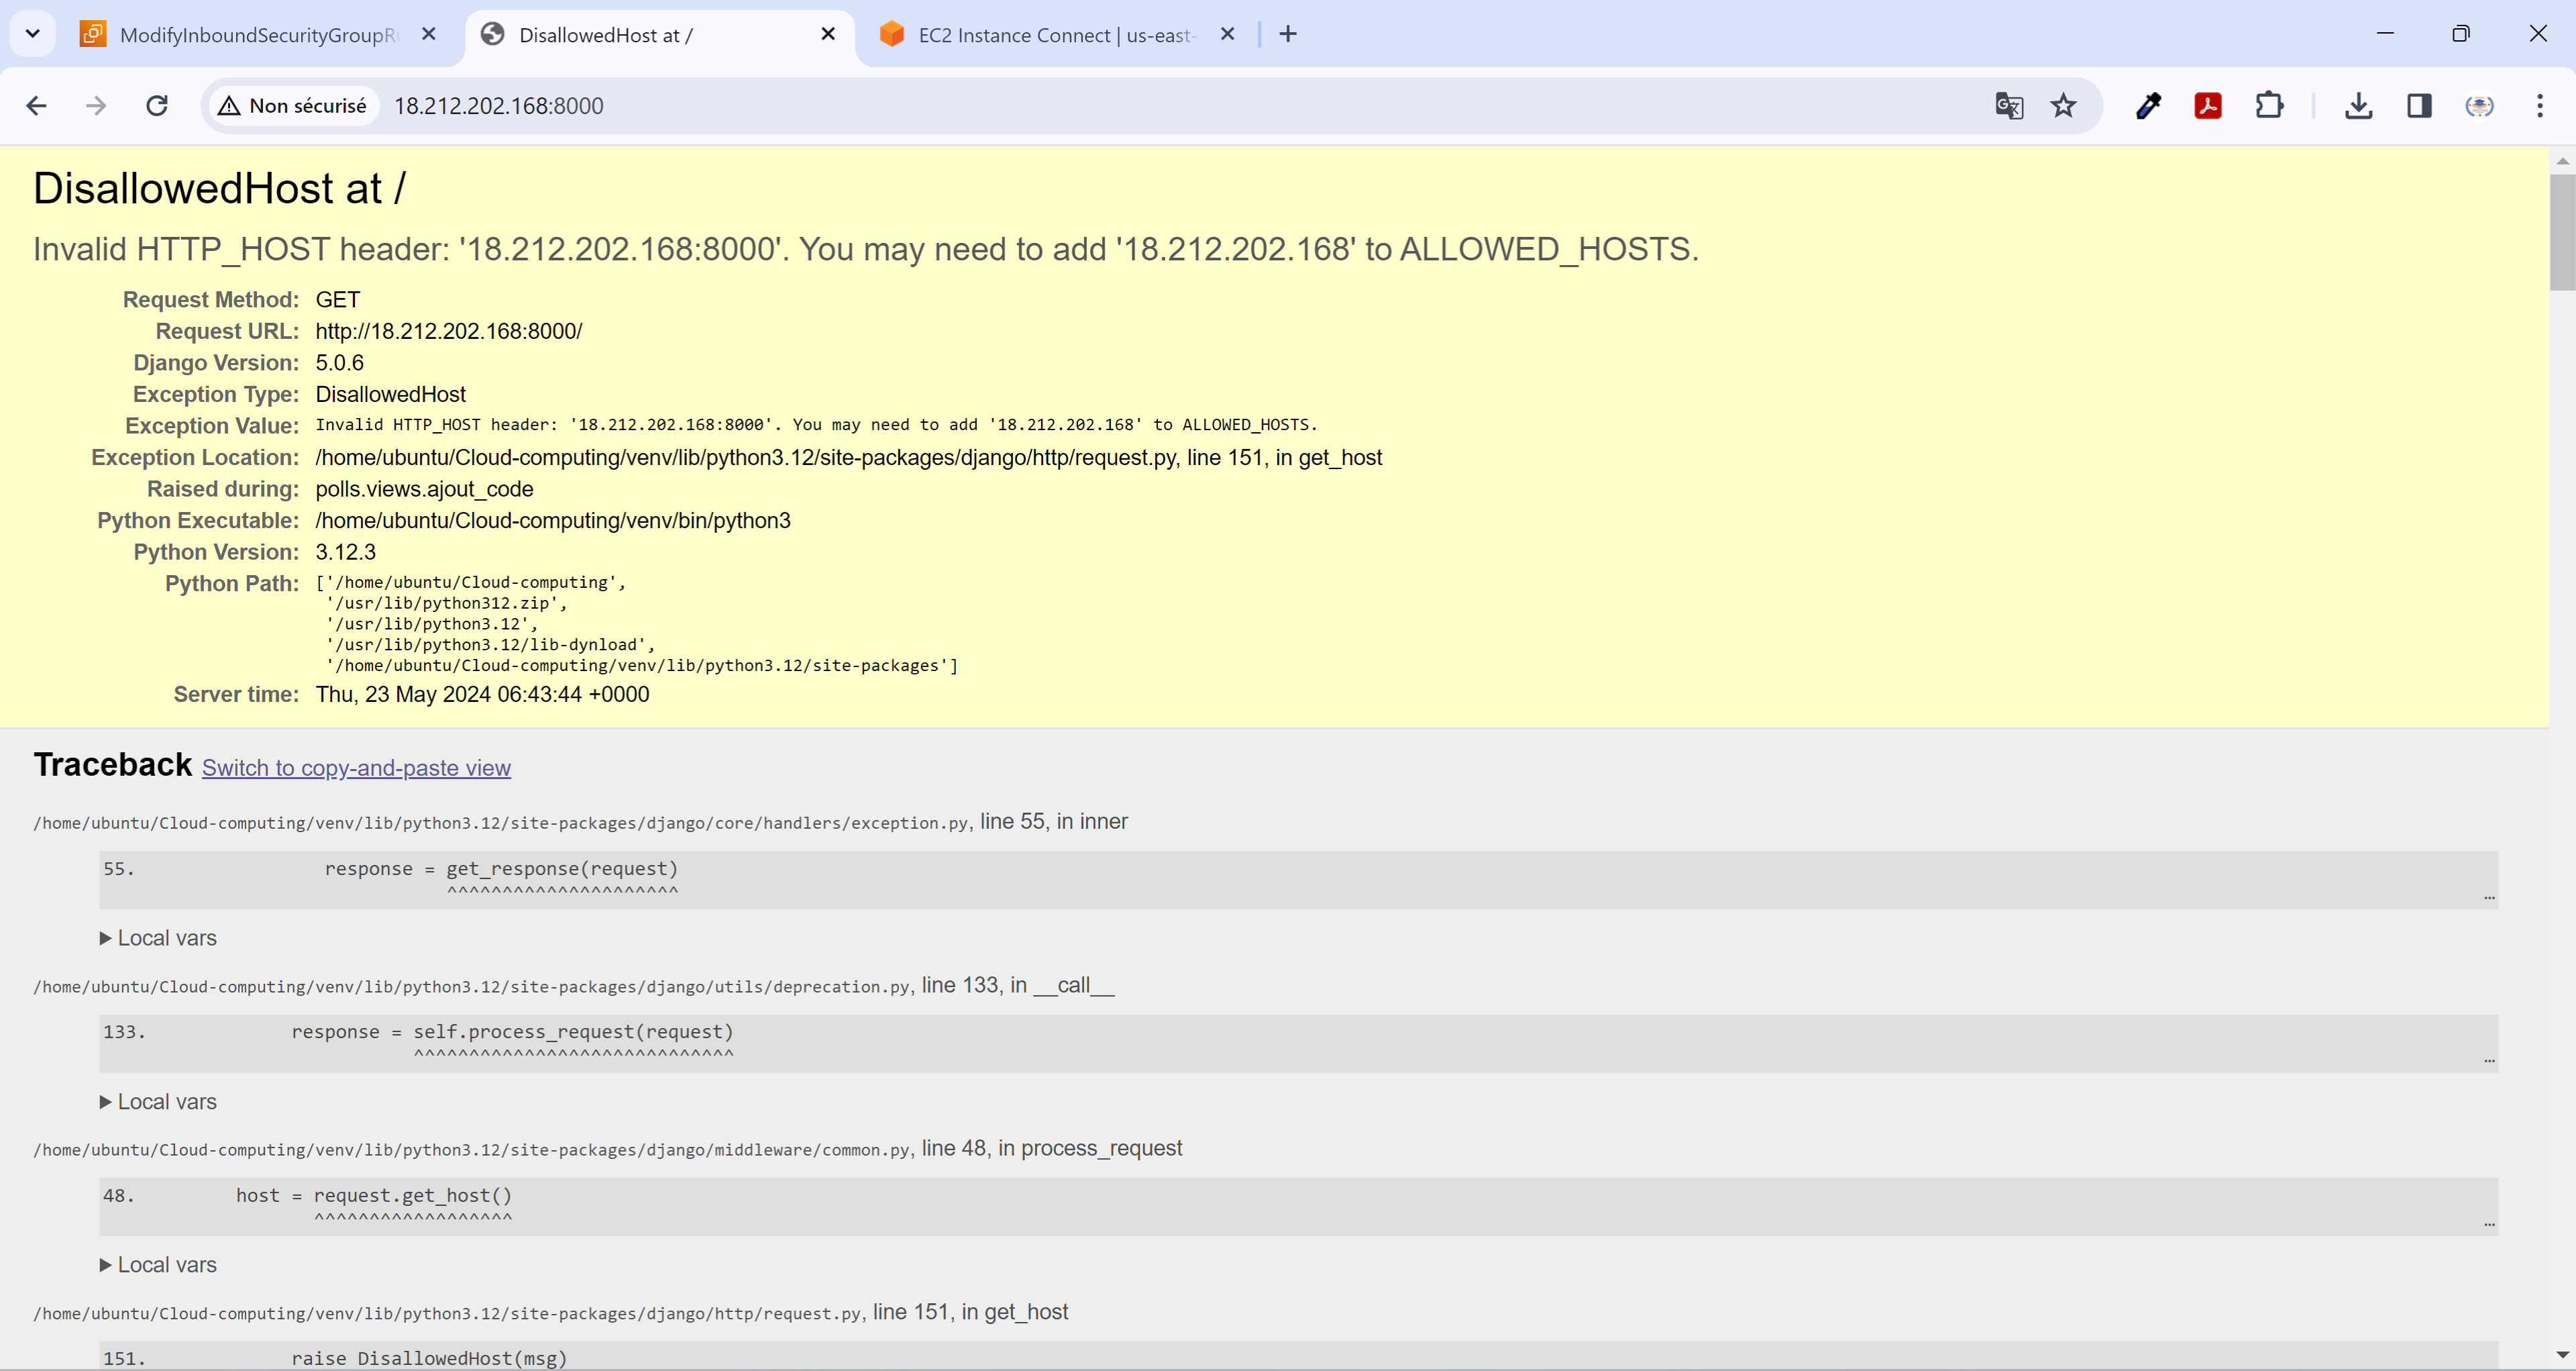 ModifyInboundSecurityGroupRu
DisallowedHost at /
EC2 Instance Connect | us-east-
Non sécurisé
18.212.202.168:8000
DisallowedHost at /
Invalid HTTP_HOST header: '18.212.202.168:8000'. You may need to add '18.212.202.168' to ALLOWED_HOSTS.
Request Method: GET
Request URL: http://18.212.202.168:8000/
Django Version: 5.0.6
Exception Type: DisallowedHost
Exception Value: Invalid HTTP_HOST header: '18.212.202.168:8000'. You may need to add '18.212.202.168' to ALLOWED_HOSTS.
Exception Location: /home/ubuntu/Cloud-computing/venv/lib/python3.12/site-packages/django/http/request.py, line 151, in get_host
Raised during: polls.views.ajout_code
Python Executable: /home/ubuntu/Cloud-computing/venv/bin/python3
Python Version: 3.12.3
Python Path: ['/home/ubuntu/Cloud-computing',
'/usr/lib/python312.zip',
'/usr/lib/python3.12',
'/usr/lib/python3.12/lib-dynload',
'/home/ubuntu/Cloud-computing/venv/lib/python3.12/site-packages']
Server time: Thu, 23 May 2024 06:43:44 +0000
Traceback Switch to copy-and-paste view
/home/ubuntu/Cloud-computing/venv/lib/python3.12/site-packages/django/core/handlers/exception.py, line 55, in inner
55. response = get_response(request)
^^^^^^^^^^^^^^^^^^^^^
…
Local vars
/home/ubuntu/Cloud-computing/venv/lib/python3.12/site-packages/django/utils/deprecation.py, line 133, in __call__
133. response = self.process_request(request)
^^^^^^^^^^^^^^^^^^^^^^^^^^^^^
…
Local vars
/home/ubuntu/Cloud-computing/venv/lib/python3.12/site-packages/django/middleware/common.py, line 48, in process_request
48. host = request.get_host()
^^^^^^^^^^^^^^^^^^
…
Local vars
/home/ubuntu/Cloud-computing/venv/lib/python3.12/site-packages/django/http/request.py, line 151, in get_host
151. raise DisallowedHost(msg)